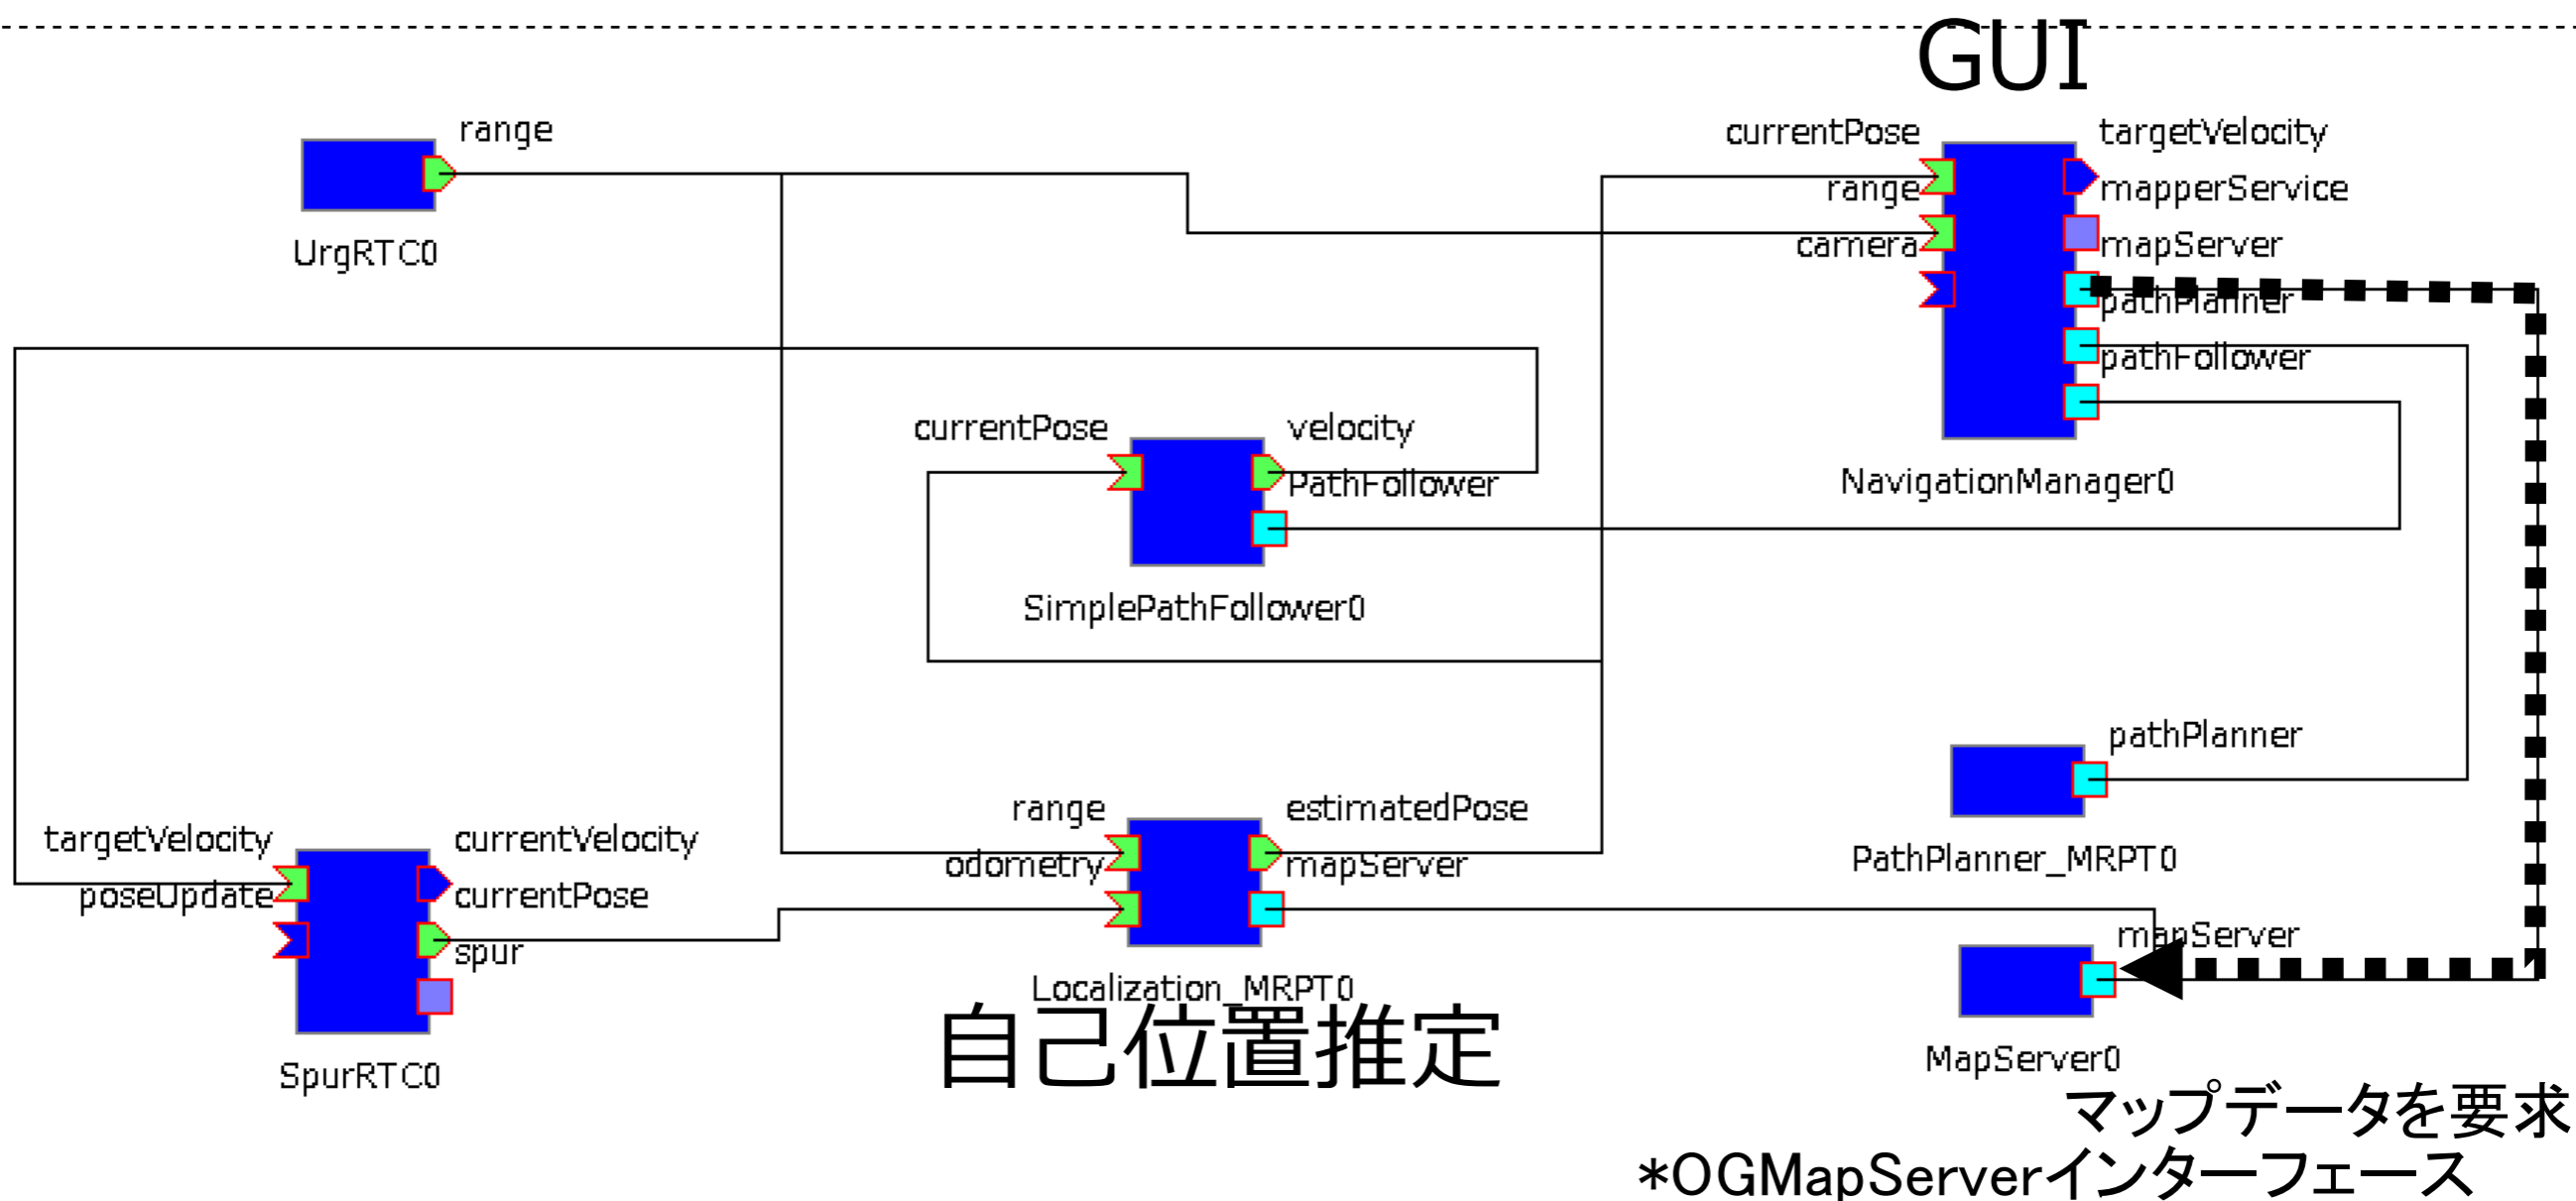 GUI
range
UrgRTC0
currentPose
range
camera
targetVelocity
mapperService
mapServer
pathPlanner
pathFollower
NavigationManager0
currentPose
velocity
PathFollower
SimplePathFollower0
pathPlanner
PathPlanner_MRPT0
targetVelocity
poseUpdate
currentVelocity
currentPose
spur
SpurRTC0
range
odometry
estimatedPose
mapServer
Localization_MRPT0
自己位置推定
mapServer
MapServer0
マップデータを要求
*OGMapServerインターフェース